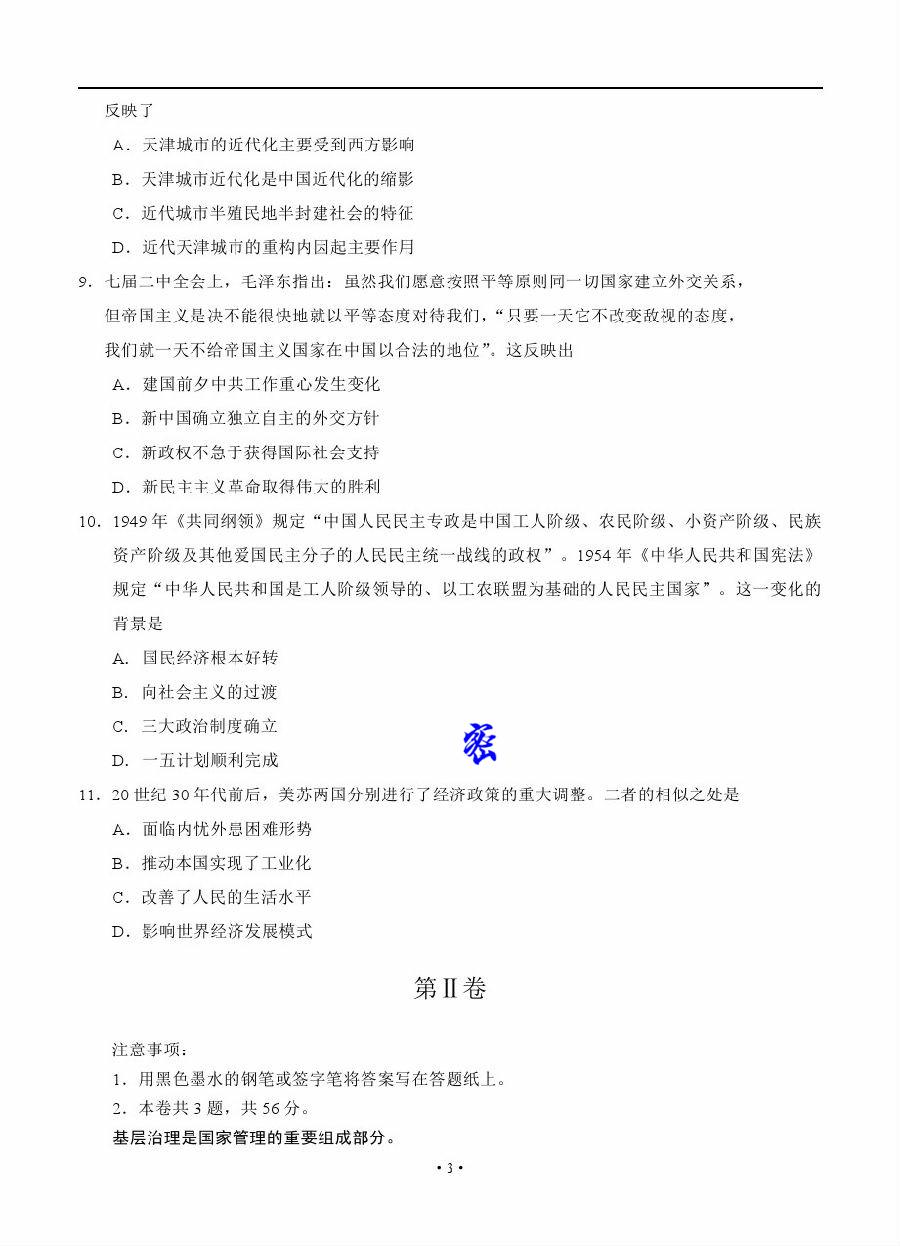 反映了
A．天津城市的近代化主要受到西方影响
B．天津城市近代化是中国近代化的缩影
C．近代城市半殖民地半封建社会的特征
D．近代天津城市的重构内因起主要作用
9．七届二中全会上，毛泽东指出：虽然我们愿意按照平等原则同一切国家建立外交关系，
但帝国主义是决不能很快地就以平等态度对待我们，“只要一天它不改变敌视的态度，
我们就一天不给帝国主义国家在中国以合法的地位”。这反映出
A．建国前夕中共工作重心发生变化
B．新中国确立独立自主的外交方针
C．新政权不急于获得国际社会支持
D．新民主主义革命取得伟大的胜利
10．1949 年《共同纲领》规定“中国人民民主专政是中国工人阶级、农民阶级、小资产阶级、民族
资产阶级及其他爱国民主分子的人民民主统一战线的政权”。1954 年《中华人民共和国宪法》
规定“中华人民共和国是工人阶级领导的、以工农联盟为基础的人民民主国家”。这一变化的
背景是
A．国民经济根本好转
B．向社会主义的过渡
C．三大政治制度确立
密
D．一五计划顺利完成
11．20 世纪 30 年代前后，美苏两国分别进行了经济政策的重大调整。二者的相似之处是
A．面临内忧外患困难形势
B．推动本国实现了工业化
C．改善了人民的生活水平
D．影响世界经济发展模式
第Ⅱ卷
注意事项：
1．用黑色墨水的钢笔或签字笔将答案写在答题纸上。
2．本卷共 3 题，共 56 分。
基层治理是国家管理的重要组成部分。
·3·